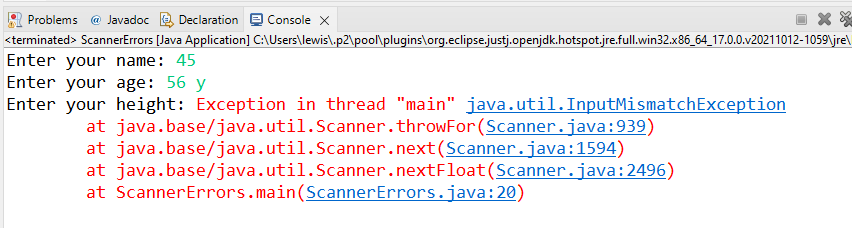 Problems @ Javadoc Declaration Console
<terminated> ScannerErrors [Java Application] C:\Users\lewis\.p2\pool\plugins\org.eclipse.justj.openjdk.hotspot.jre.full.win32.x86_64_17.0.0.v20211012-1059\jre\
Enter your name: 45
Enter your age: 56 y
Enter your height: Exception in thread "main" java.util.InputMismatchException
at java.base/java.util.Scanner.throwFor(Scanner.java:939)
at java.base/java.util.Scanner.next(Scanner.java:1594)
at java.base/java.util.Scanner.nextFloat(Scanner.java:2496)
at ScannerErrors.main(ScannerErrors.java:20)